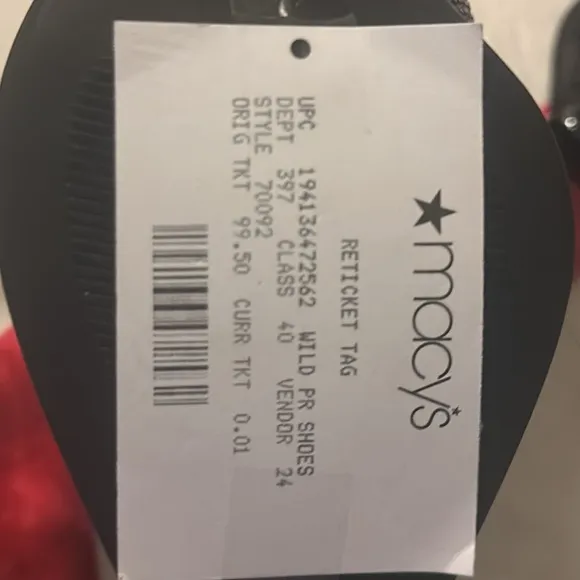 ★macy*s
RETICKET TAG
UPC 194136472562 WILD PR SHOES
DEPT 397 CLASS 40 VENDOR 24
STYLE 70092
ORIG TKT 99.50 CURR TKT 0.01